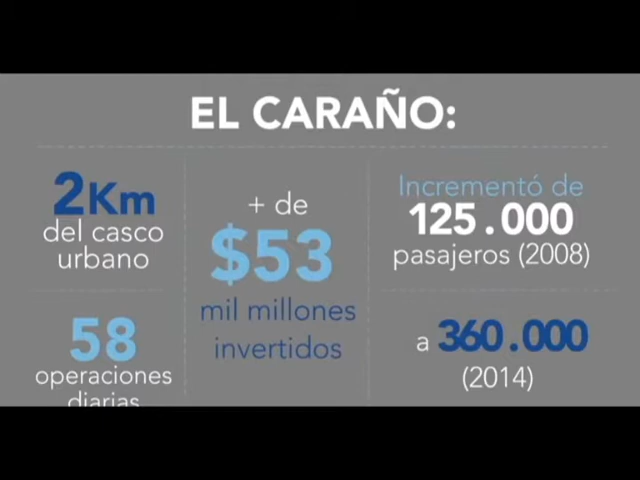 EL CARAÑO:
2Km
del casco
urbano
58
operaciones
diarias
+ de
$53
mil millones
invertidos
Incrementó de
125.000
pasajeros (2008)
a 360.000
(2014)